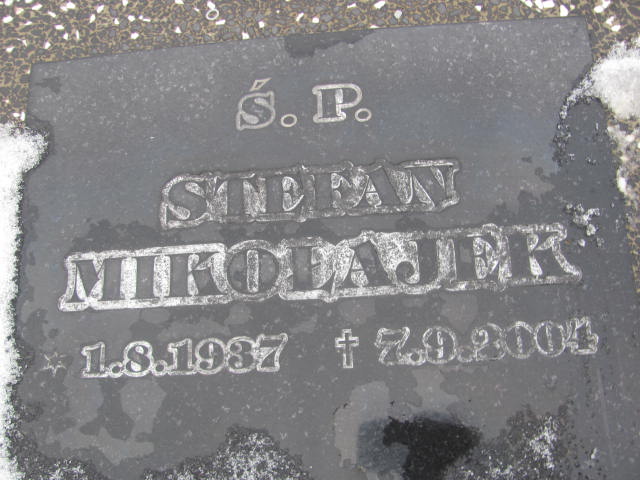 Ś. P.
STEFAN
MIKOŁAJEK
* 1.8.1937 † 7.9.2004